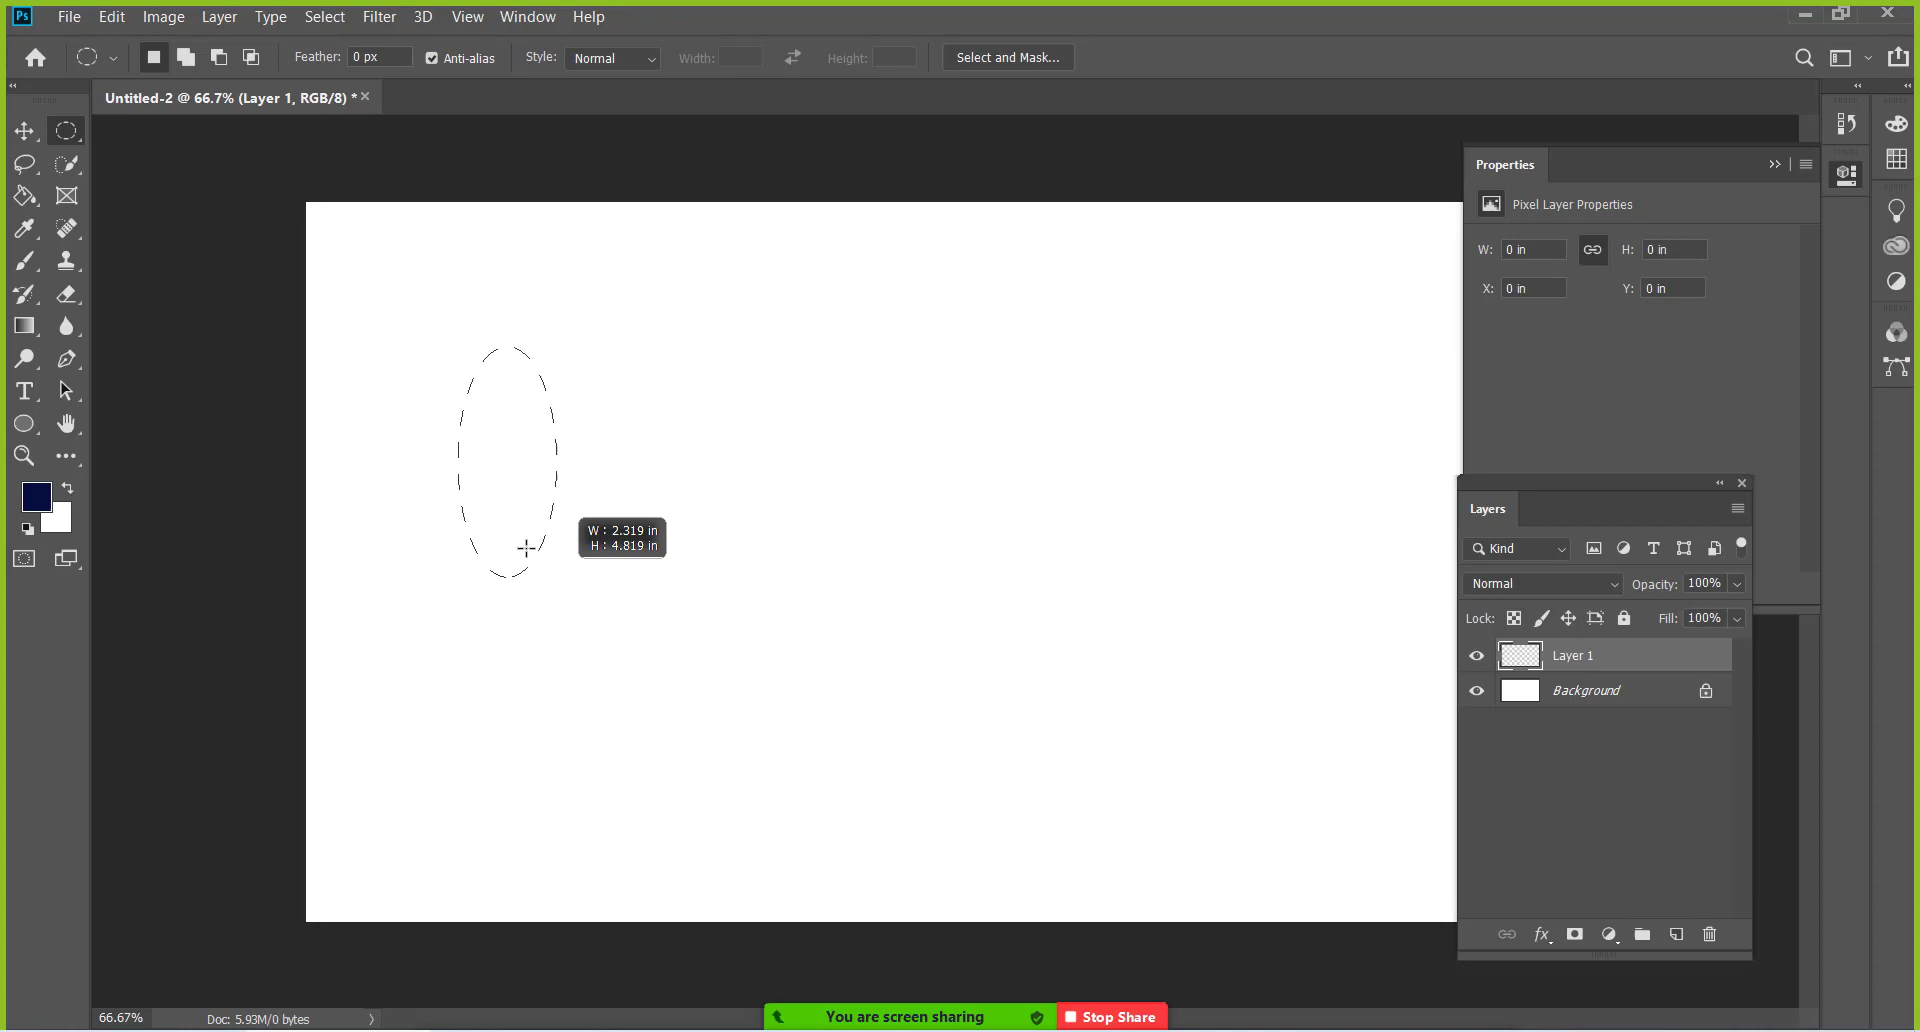 Ps File Edit Image Layer Type Select Filter 3D View Window Help
Feather: 0 px Anti-alias Style: Normal Width: Height: Select and Mask...
Untitled-2 @ 66.7% (Layer 1, RGB/8) *
Properties
Pixel Layer Properties
W: 0 in H: 0 in
X: 0 in Y: 0 in
W : 2.319 in
H : 4.819 in
Layers
Kind
Normal Opacity: 100%
Lock: Fill: 100%
Layer 1
Background
fx
66.67% Doc: 5.93M/0 bytes
You are screen sharing Stop Share